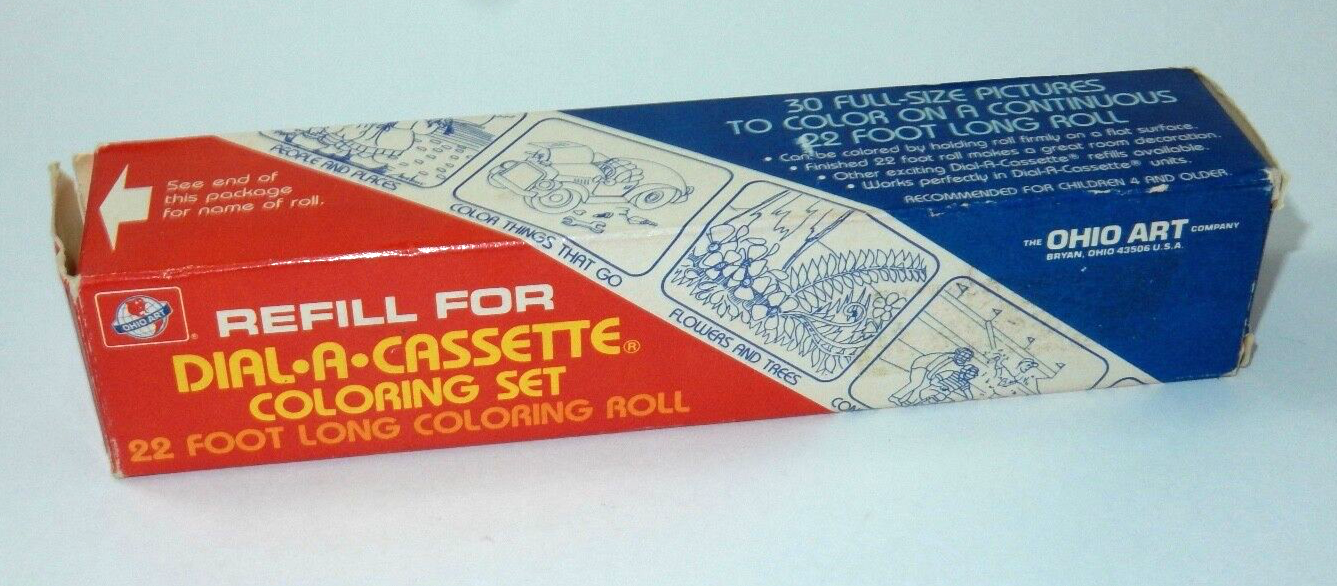 See end of
this package
for name of roll.
PEOPLE AND PLACES
COLOR THINGS THAT GO
FLOWERS AND TREES
30 FULL-SIZE PICTURES
TO COLOR ON A CONTINUOUS
22 FOOT LONG ROLL
• Can be colored by holding roll firmly on a flat surface.
• Finished 22 foot roll makes a great room decoration.
• Other exciting Dial-A-Cassette® refills available.
• Works perfectly in Dial-A-Cassette® units.
RECOMMENDED FOR CHILDREN 4 AND OLDER.
THE OHIO ART COMPANY
BRYAN, OHIO 43506 U.S.A.
OHIO ART ®
REFILL FOR
DIAL•A•CASSETTE®
COLORING SET
22 FOOT LONG COLORING ROLL